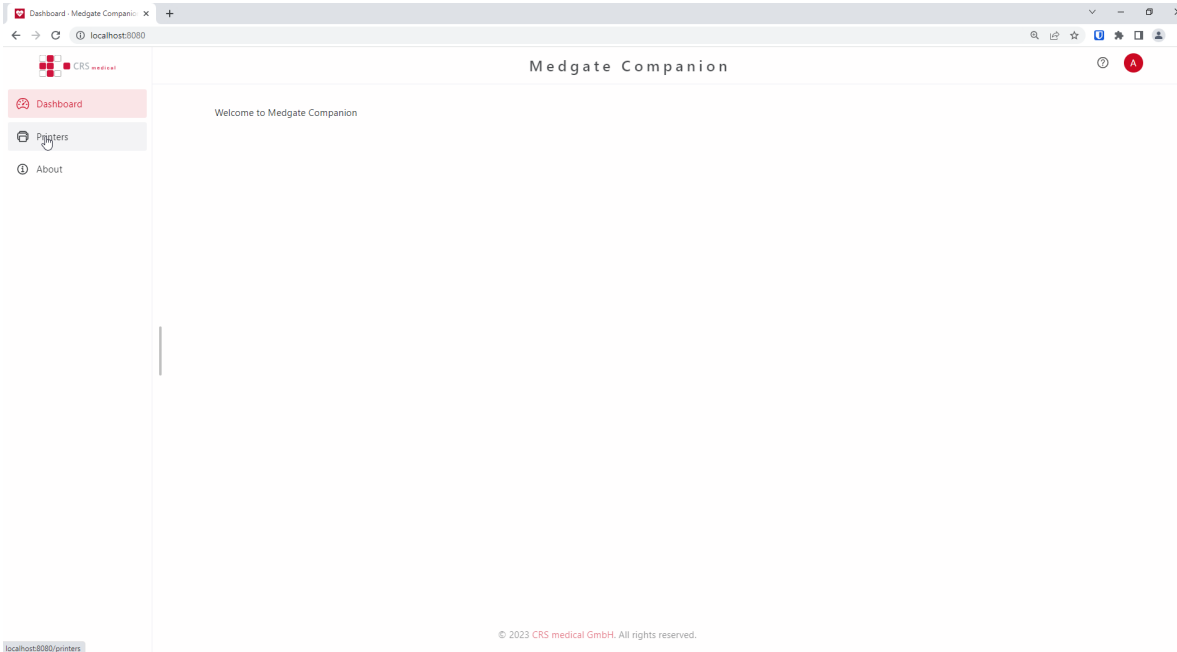 Dashboard - Medgate Companio
localhost:8080
CRS medical
Medgate Companion
A
Dashboard
Welcome to Medgate Companion
Printers
About
© 2023 CRS medical GmbH. All rights reserved.
localhost:8080/printers